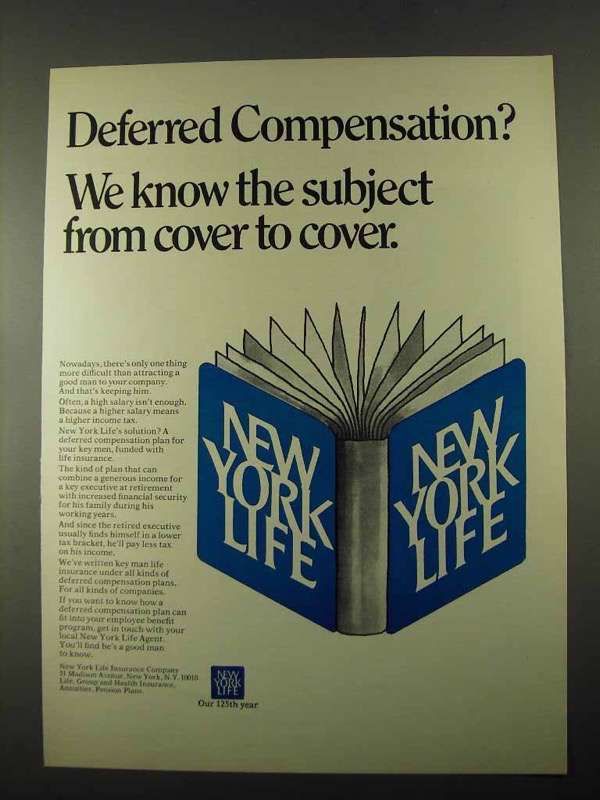 Deferred Compensation?
We know the subject
from cover to cover.
Nowadays, there's only one thing
more difficult than attracting a
good man to your company.
And that's keeping him.
Often, a high salary isn't enough.
Because a higher salary means
a higher income tax.
New York Life's solution? A
deferred compensation plan for
your key men, funded with
life insurance.
The kind of plan that can
combine a generous income for
a key executive at retirement
with increased financial security
for his family during his
working years.
And since the retired executive
usually finds himself in a lower
tax bracket, he'll pay less tax
on his income.
We've written key man life
insurance under all kinds of
deferred compensation plans.
For all kinds of companies.
If you want to know how a
deferred compensation plan can
fit into your employee benefit
program, get in touch with your
local New York Life Agent.
You'll find he's a good man
to know.
New York Life Insurance Company
51 Madison Avenue, New York, N.Y. 10010
Life, Group and Health Insurance,
Annuities, Pension Plans.
NEW
YORK
LIFE
NEW
YORK
LIFE
NEW
YORK
LIFE
Our 125th year